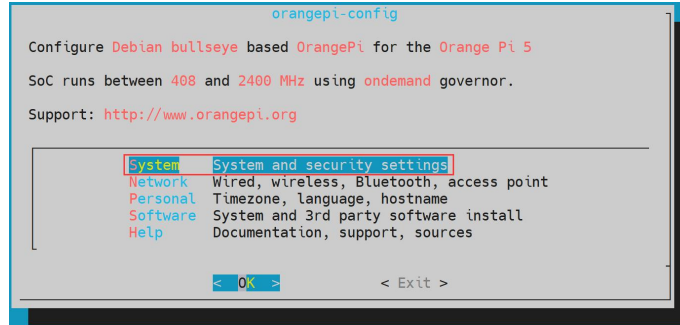 orangepi-config
Configure Debian bullseye based OrangePi for the Orange Pi 5
SoC runs between 408 and 2400 MHz using ondemand governor.
Support: http://www.orangepi.org
System System and security settings
Network Wired, wireless, Bluetooth, access point
Personal Timezone, language, hostname
Software System and 3rd party software install
Help Documentation, support, sources
< OK > < Exit >